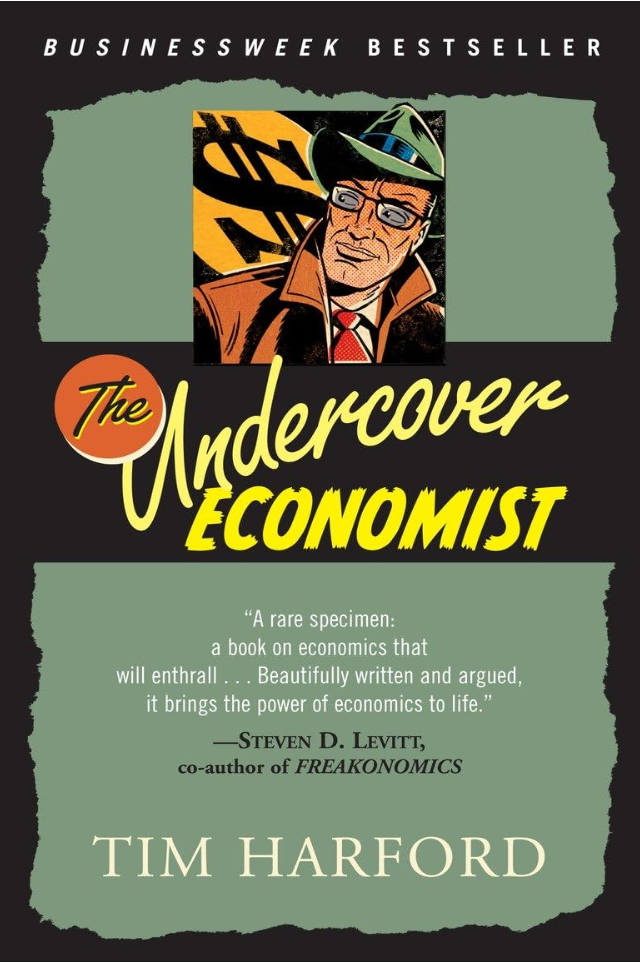 BUSINESSWEEK BESTSELLER
The Undercover
ECONOMIST
“A rare specimen:
a book on economics that
will enthrall . . . Beautifully written and argued,
it brings the power of economics to life.”
—STEVEN D. LEVITT,
co-author of FREAKONOMICS
TIM HARFORD